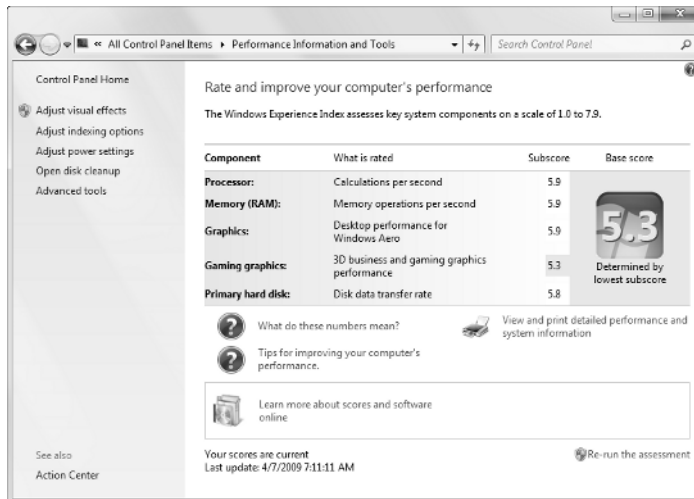 « All Control Panel Items ▸ Performance Information and Tools
Search Control Panel
Control Panel Home
Adjust visual effects
Adjust indexing options
Adjust power settings
Open disk cleanup
Advanced tools
See also
Action Center
Rate and improve your computer's performance
The Windows Experience Index assesses key system components on a scale of 1.0 to 7.9.
Component What is rated Subscore Base score
Processor: Calculations per second 5.9
Memory (RAM): Memory operations per second 5.9
Graphics: Desktop performance for
Windows Aero 5.9
Gaming graphics: 3D business and gaming graphics
performance 5.3
Primary hard disk: Disk data transfer rate 5.8
5.3
Determined by
lowest subscore
What do these numbers mean?
View and print detailed performance and
system information
Tips for improving your computer's
performance.
Learn more about scores and software
online
Your scores are current
Last update: 4/7/2009 7:11:11 AM
Re-run the assessment